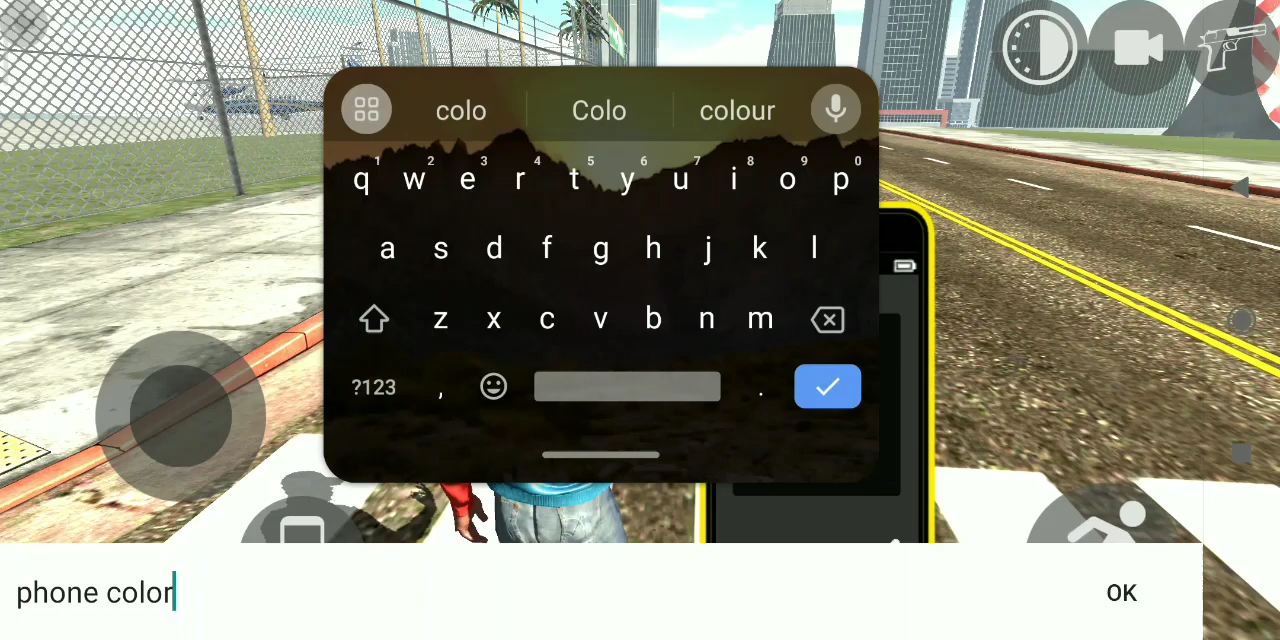 colo Colo colour
1 2 3 4 5 6 7 8 9 0
q w e r t y u i o p
a s d f g h j k l
z x c v b n m
?123 , .
phone color OK